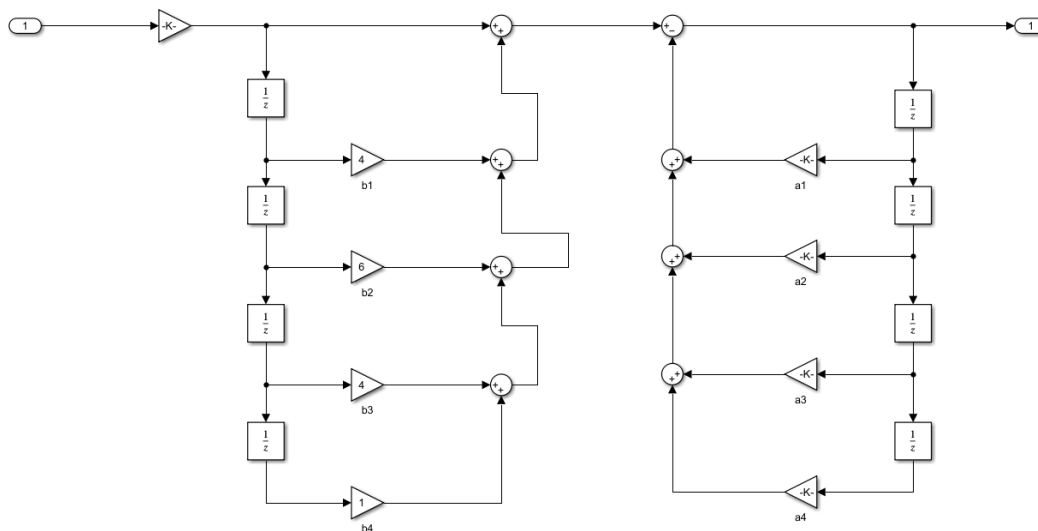 1
-K-
+
+
+
−
1
1
z
1
z
4
b1
+
+
+
+
-K-
a1
1
z
1
z
6
b2
+
+
+
+
-K-
a2
1
z
1
z
4
b3
+
+
+
+
-K-
a3
1
z
1
z
1
b4
-K-
a4